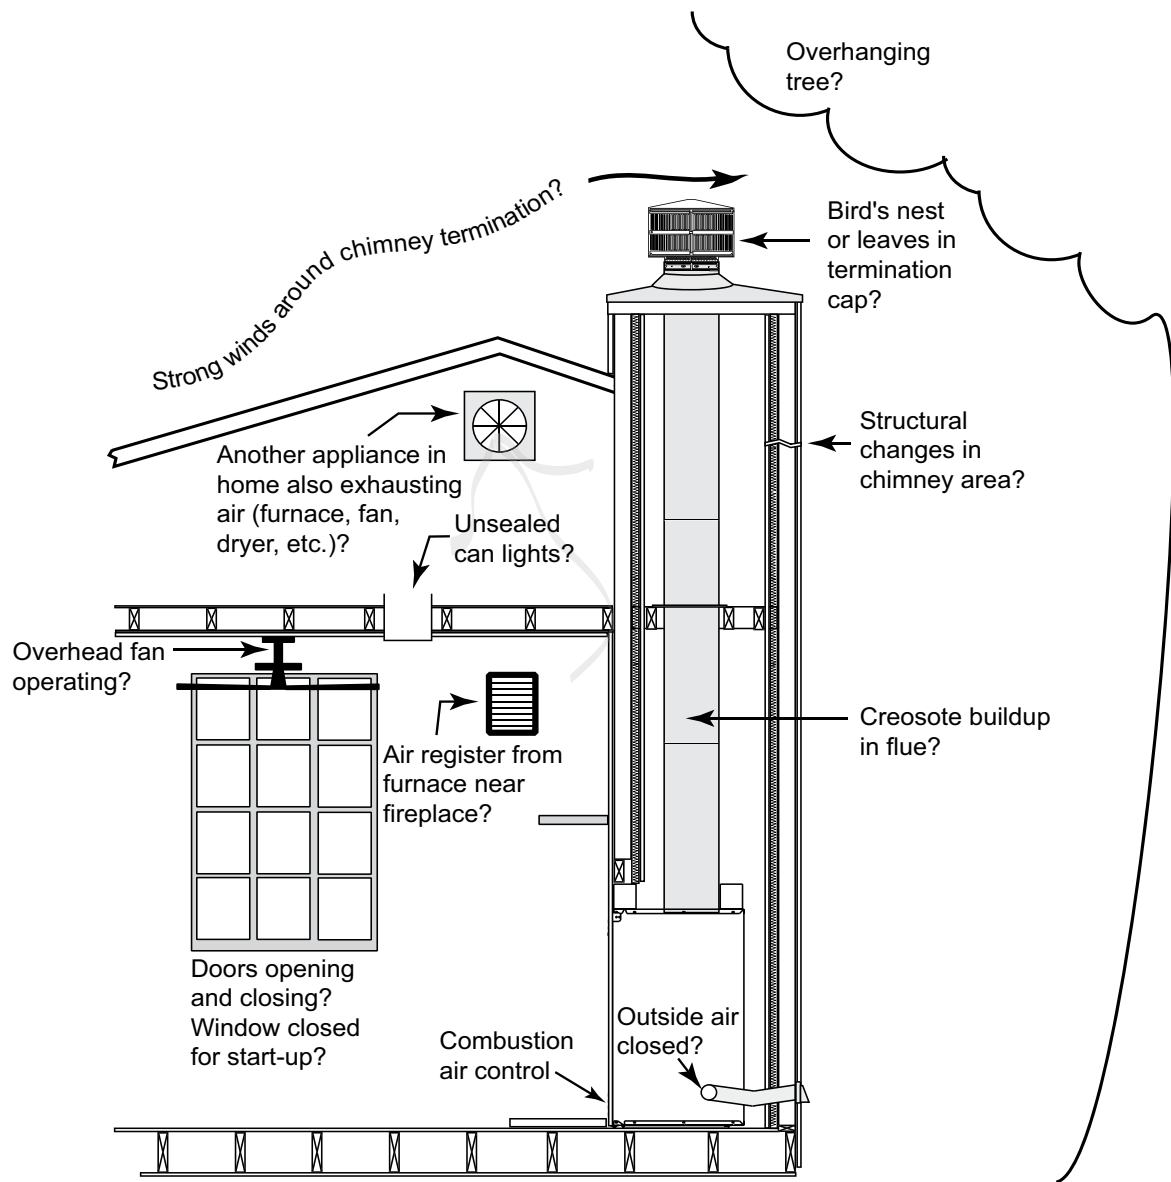 Overhanging
tree?
Strong winds around chimney termination?
Bird's nest
or leaves in
termination
cap?
Structural
changes in
chimney area?
Another appliance in
home also exhausting
air (furnace, fan,
dryer, etc.)?
Unsealed
can lights?
Overhead fan
operating?
Air register from
furnace near
fireplace?
Creosote buildup
in flue?
Doors opening
and closing?
Window closed
for start-up?
Combustion
air control
Outside air
closed?